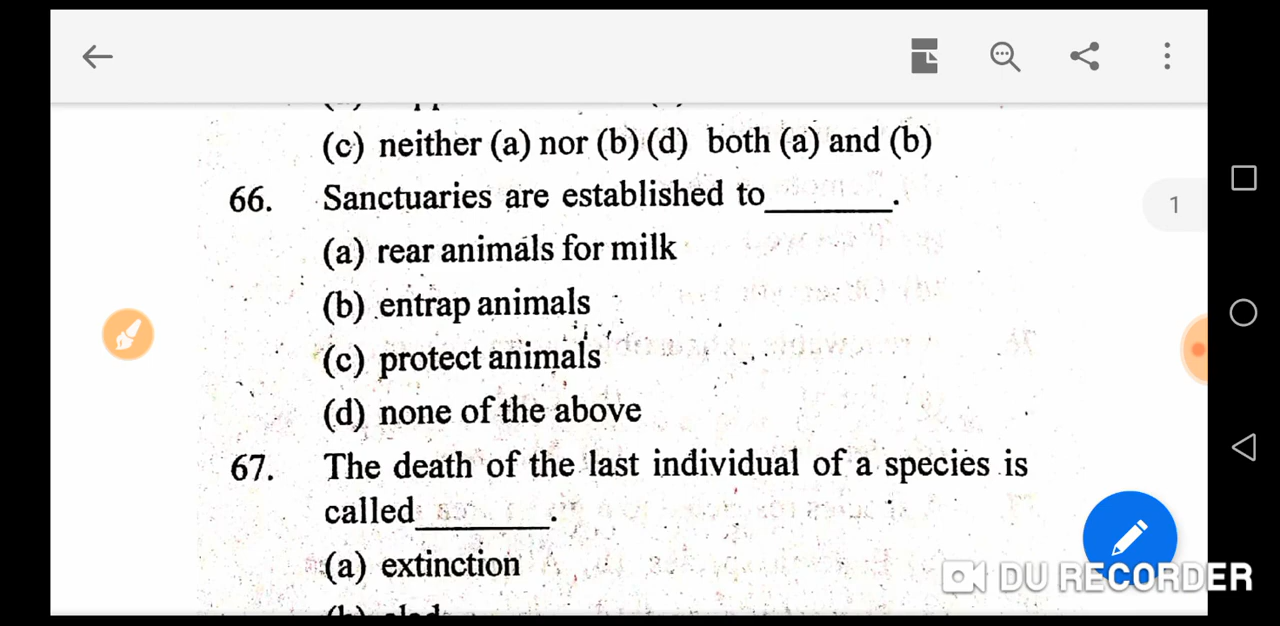 (c) neither (a) nor (b) (d) both (a) and (b)
66. Sanctuaries are established to_______.
(a) rear animals for milk
(b) entrap animals
(c) protect animals
(d) none of the above
67. The death of the last individual of a species is
called_______.
(a) extinction
1
DU RECORDER